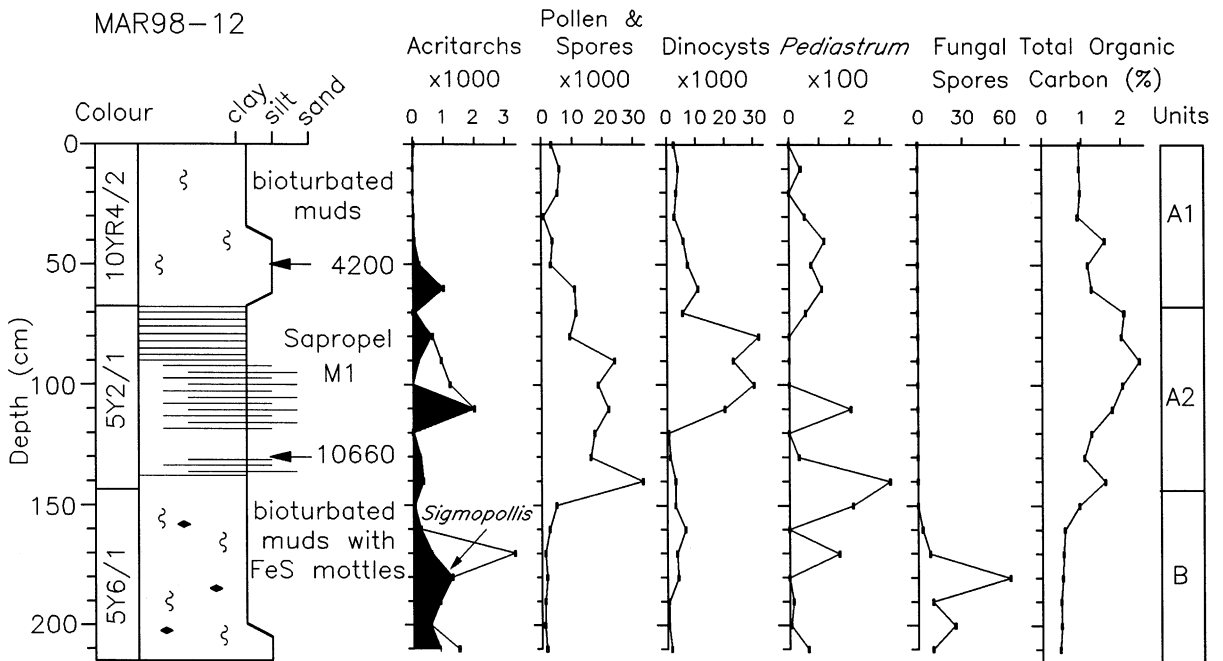 MAR98-12
Colour
clay
silt
sand
Acritarchs
x1000
Pollen &
Spores
x1000
Dinocysts
x1000
Pediastrum
x100
Fungal
Spores
Total Organic
Carbon (%)
Units
0 1 2 3
0 10 20 30
0 10 20 30
0 2
0 30 60
0 1 2
Depth (cm)
0
50
100
150
200
10YR4/2
5Y2/1
5Y6/1
bioturbated
muds
4200
Sapropel
M1
10660
bioturbated
muds with
FeS mottles
Sigmopollis
A1
A2
B